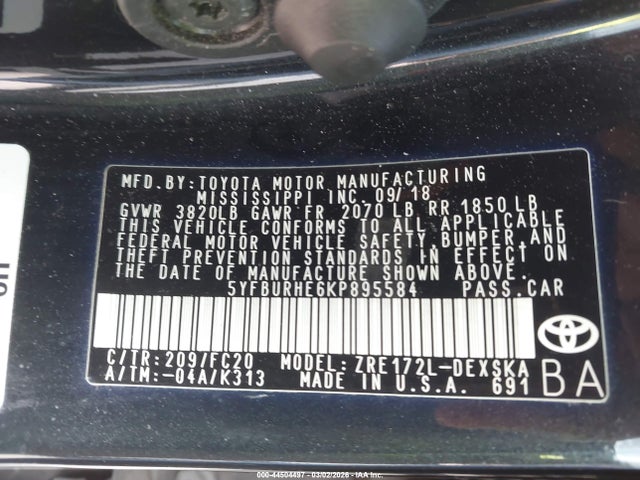 MFD.BY: TOYOTA MOTOR MANUFACTURING
MISSISSIPPI INC. 09/18
GVWR 3820LB GAWR FR 2070 LB RR 1850 LB
THIS VEHICLE CONFORMS TO ALL APPLICABLE
FEDERAL MOTOR VEHICLE SAFETY, BUMPER, AND
THEFT PREVENTION STANDARDS IN EFFECT ON
THE DATE OF MANUFACTURE SHOWN ABOVE.
5YFBURHE6KP895584 PASS.CAR
C/TR: 209/FC20 MODEL: ZRE172L-DEXSKA
A/TM: -04A/K313 MADE IN U.S.A. 691
BA
000-44504497 - 03/02/2026 - IAA Inc.